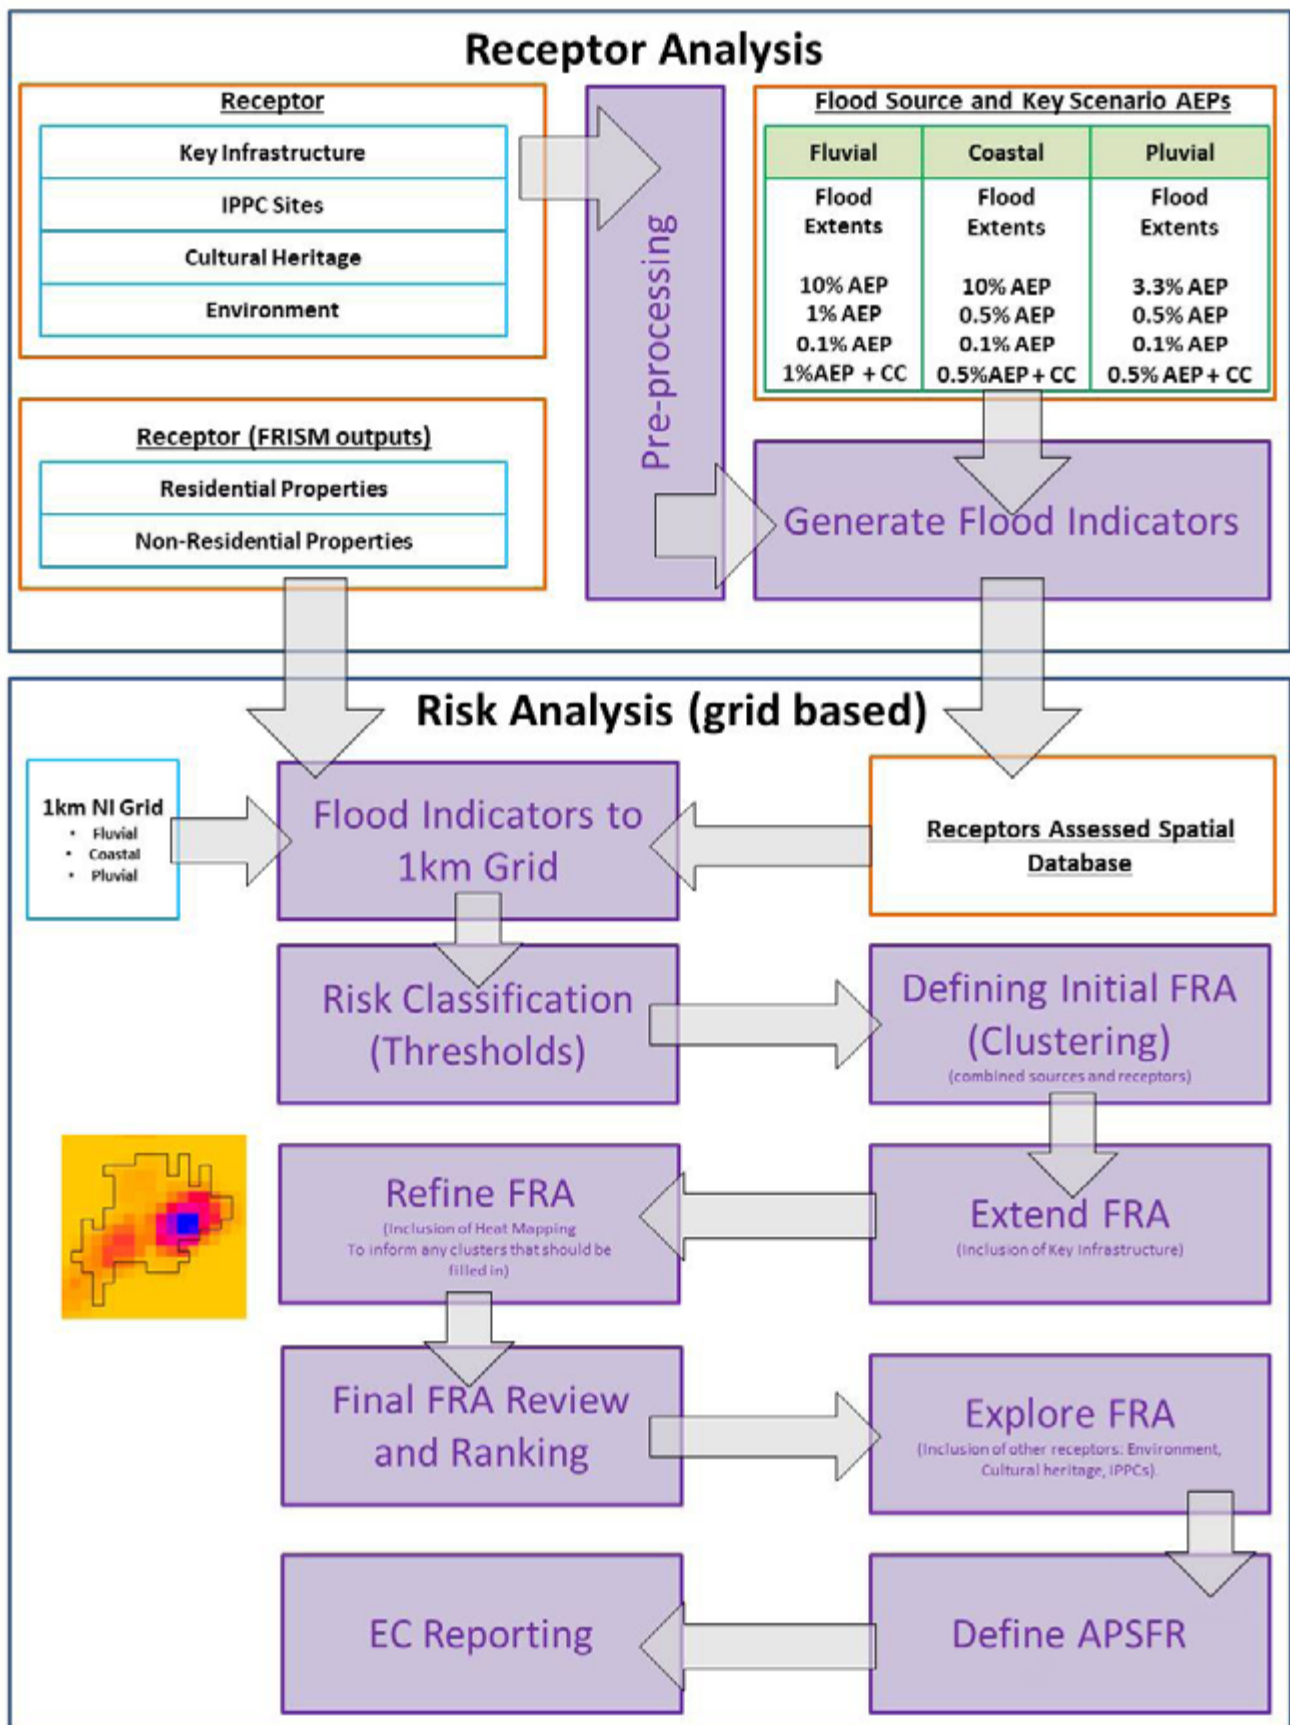 Receptor Analysis
Receptor
Key Infrastructure
IPPC Sites
Cultural Heritage
Environment
Receptor (FRISM outputs)
Residential Properties
Non-Residential Properties
Pre-processing
Flood Source and Key Scenario AEPs
Fluvial
Coastal
Pluvial
Flood
Extents
10% AEP
1% AEP
0.1% AEP
1%AEP + CC
Flood
Extents
10% AEP
0.5% AEP
0.1% AEP
0.5%AEP + CC
Flood
Extents
3.3% AEP
0.5% AEP
0.1% AEP
0.5% AEP + CC
Generate Flood Indicators
Risk Analysis (grid based)
1km NI Grid
• Fluvial
• Coastal
• Pluvial
Flood Indicators to
1km Grid
Receptors Assessed Spatial
Database
Risk Classification
(Thresholds)
Defining Initial FRA
(Clustering)
(combined sources and receptors)
Extend FRA
(Inclusion of Key Infrastructure)
Refine FRA
(Inclusion of Heat Mapping
To inform any clusters that should be
filled in)
Final FRA Review
and Ranking
Explore FRA
(Inclusion of other receptors: Environment,
Cultural heritage, IPPCs).
Define APSFR
EC Reporting